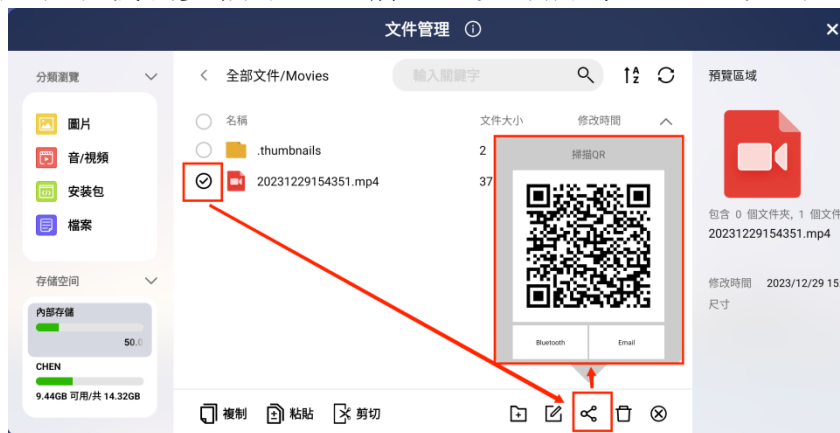 文件管理
分類瀏覽
圖片
音/視頻
安装包
檔案
存儲空间
內部存儲
50.0
CHEN
9.44GB 可用/共 14.32GB
全部文件/Movies
輸入關鍵字
名稱
文件大小
修改時間
.thumbnails
2
20231229154351.mp4
37
掃描QR
Bluetooth
Email
複制
粘貼
剪切
預覽區域
包含 0 個文件夾, 1 個文件
20231229154351.mp4
修改時間 2023/12/29 15
尺寸